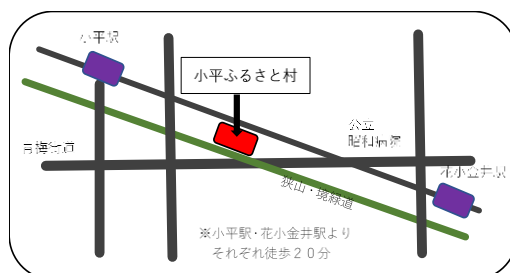 小平駅
小平ふるさと村
公立
昭和病院
青梅街道
花小金井駅
狭山・境緑道
※小平駅・花小金井駅より
それぞれ徒歩２０分